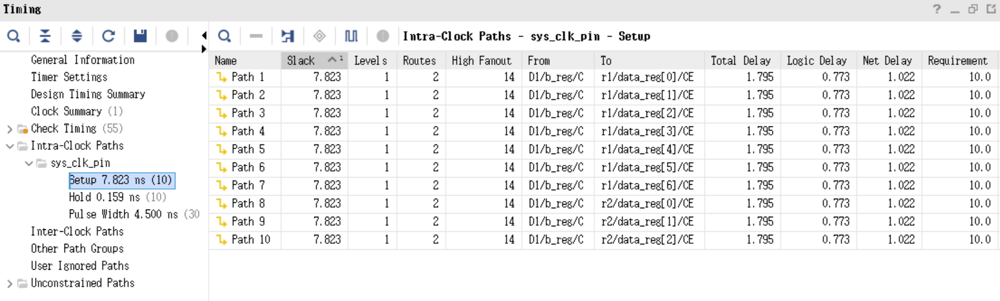 Timing
?
Intra-Clock Paths - sys_clk_pin - Setup
General Information
Timer Settings
Design Timing Summary
Clock Summary (1)
Check Timing (55)
Intra-Clock Paths
sys_clk_pin
Setup 7.823 ns (10)
Hold 0.159 ns (10)
Pulse Width 4.500 ns (30
Inter-Clock Paths
Other Path Groups
User Ignored Paths
Unconstrained Paths
Name Slack 1 Levels Routes High Fanout From To Total Delay Logic Delay Net Delay Requirement
Path 1 7.823 1 2 14 D1/b_reg/C r1/data_reg[0]/CE 1.795 0.773 1.022 10.0
Path 2 7.823 1 2 14 D1/b_reg/C r1/data_reg[1]/CE 1.795 0.773 1.022 10.0
Path 3 7.823 1 2 14 D1/b_reg/C r1/data_reg[2]/CE 1.795 0.773 1.022 10.0
Path 4 7.823 1 2 14 D1/b_reg/C r1/data_reg[3]/CE 1.795 0.773 1.022 10.0
Path 5 7.823 1 2 14 D1/b_reg/C r1/data_reg[4]/CE 1.795 0.773 1.022 10.0
Path 6 7.823 1 2 14 D1/b_reg/C r1/data_reg[5]/CE 1.795 0.773 1.022 10.0
Path 7 7.823 1 2 14 D1/b_reg/C r1/data_reg[6]/CE 1.795 0.773 1.022 10.0
Path 8 7.823 1 2 14 D1/b_reg/C r2/data_reg[0]/CE 1.795 0.773 1.022 10.0
Path 9 7.823 1 2 14 D1/b_reg/C r2/data_reg[1]/CE 1.795 0.773 1.022 10.0
Path 10 7.823 1 2 14 D1/b_reg/C r2/data_reg[2]/CE 1.795 0.773 1.022 10.0